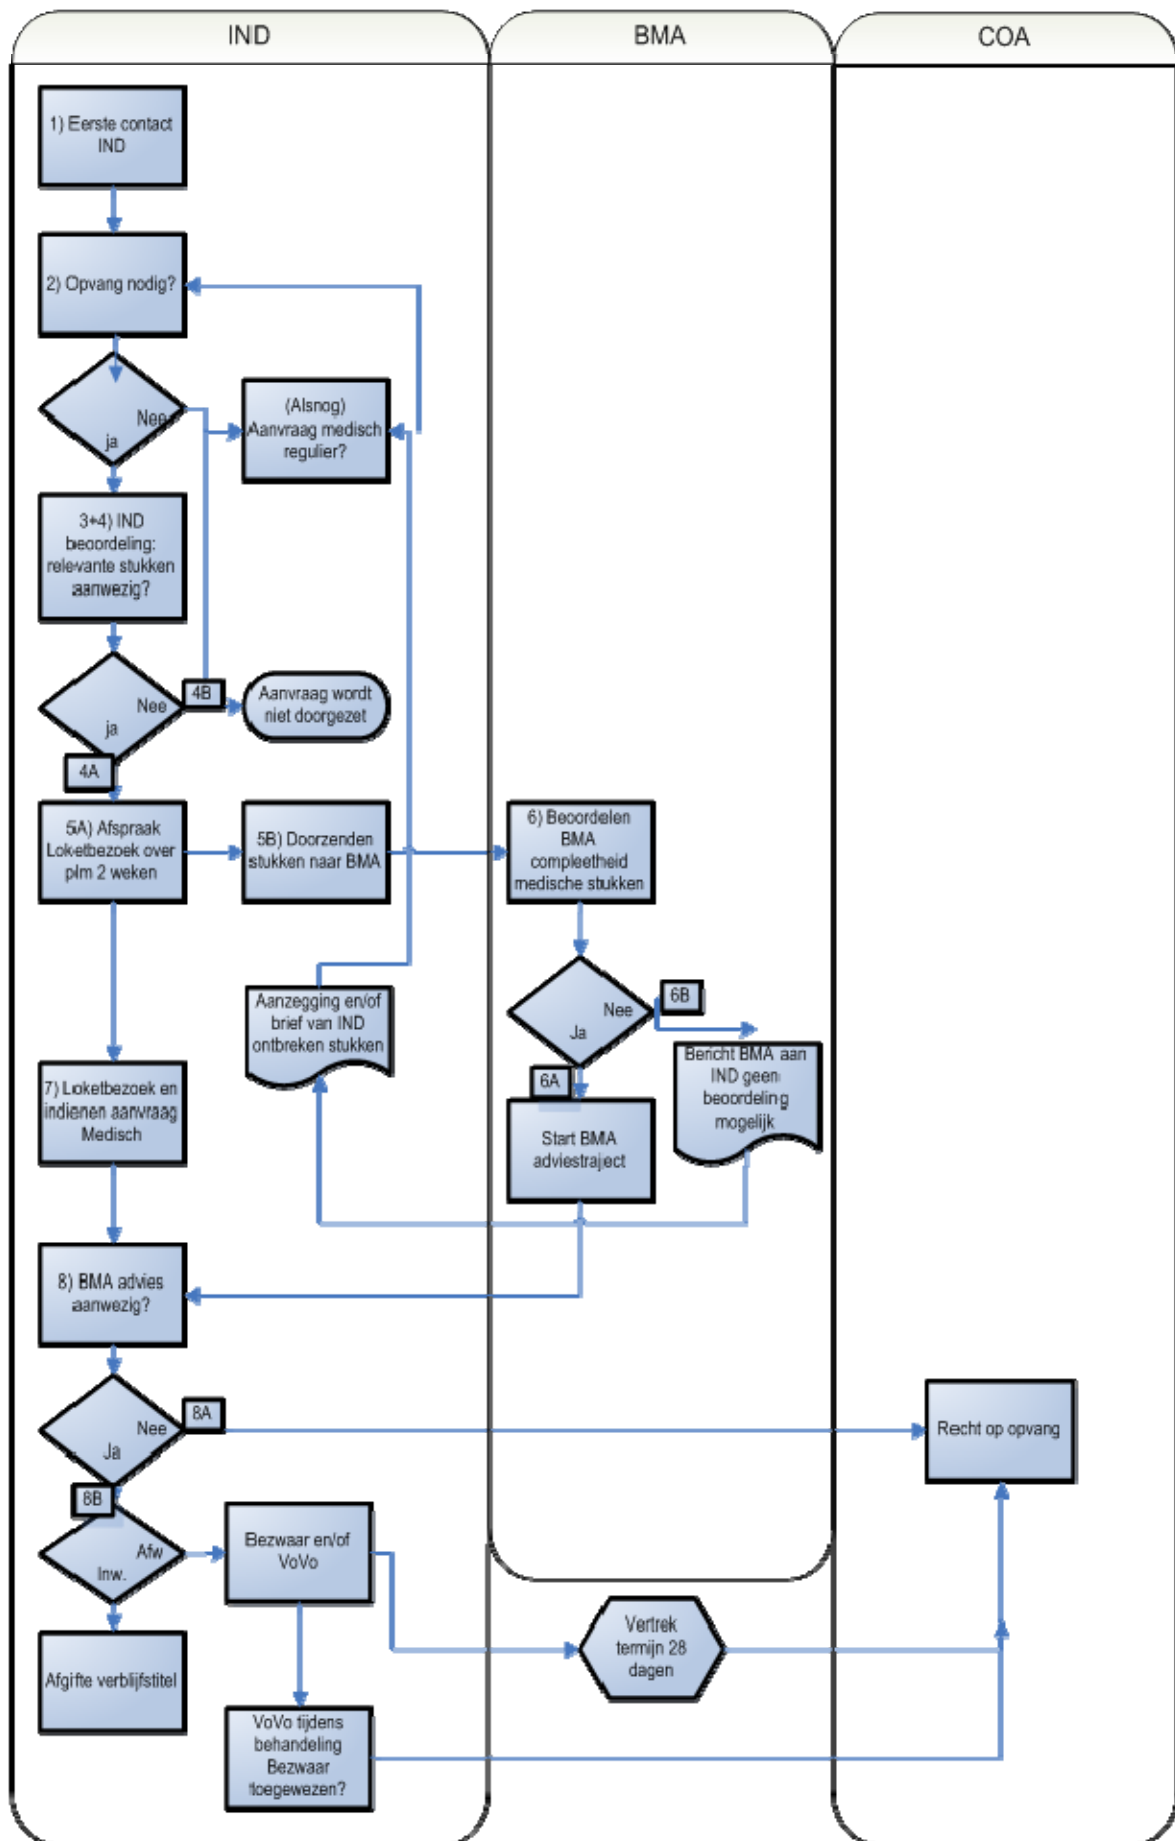 IND
BMA
COA
1) Eerste contact
IND
2) Opvang nodig?
Nee
ja
(Alsnog)
Aanvraag medisch
regulier?
3+4) IND
beoordeling:
relevante stukken
aanwezig?
Nee
ja
4B
Aanvraag wordt
niet doorgezet
4A
5A) Afspraak
Loketbezoek over
plm 2 weken
5B) Doorzenden
stukken naar BMA
6) Beoordelen
BMA
compleetheid
medische stukken
Nee
Ja
6B
6A
Aanzegging en/of
brief van IND
ontbreken stukken
Bericht BMA aan
IND geen
beoordeling
mogelijk
7) Loketbezoek en
indienen aanvraag
Medisch
Start BMA
adviestraject
8) BMA advies
aanwezig?
Nee
Ja
8A
Recht op opvang
8B
Afw
Inw.
Bezwaar en/of
VoVo
Vertrek
termijn 28
dagen
Afgifte verblijfstitel
VoVo tijdens
behandeling
Bezwaar
toegewezen?